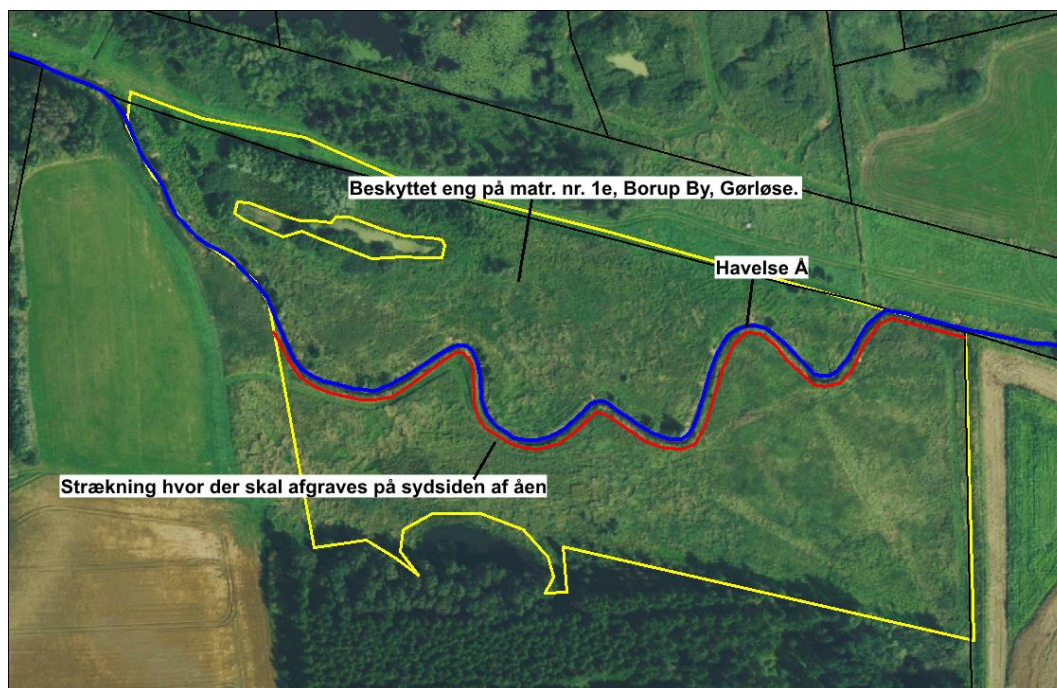 Beskyttet eng på matr. nr. 1e, Borup By, Gørløse.
Havelse Å
Strækning hvor der skal afgraves på sydsiden af åen